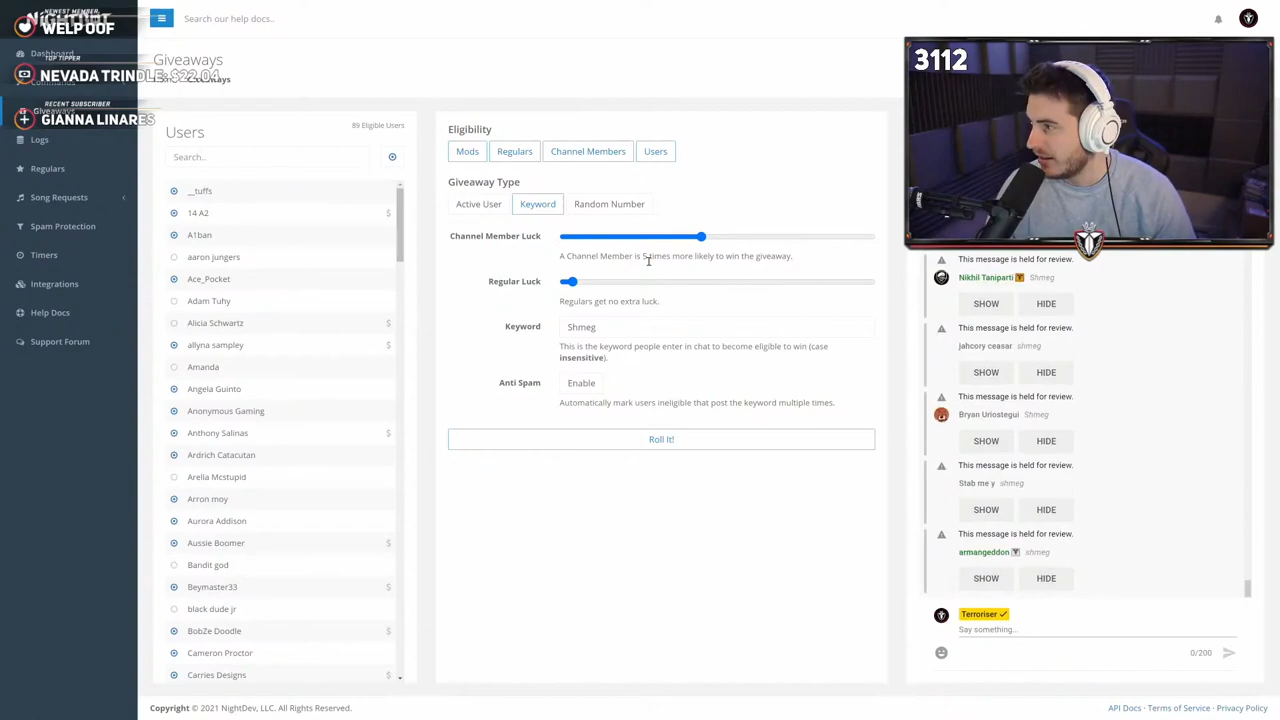 NEWEST MEMBER
WELP OOF
TOP TIPPER
NEVADA TRINDLE: $22.04
RECENT SUBSCRIBER
GIANNA LINARES
Dashboard
Logs
Regulars
Song Requests
Spam Protection
Timers
Integrations
Help Docs
Support Forum
Search our help docs..
Giveaways
Users
89 Eligible Users
Search..
__tuffs
14 A2 $
A1ban
aaron jungers
Ace_Pocket
Adam Tuhy
Alicia Schwartz $
allyna sampley $
Amanda
Angela Guinto
Anonymous Gaming
Anthony Salinas $
Ardrich Catacutan
Arella Mcstupid
Arron moy
Aurora Addison
Aussie Boomer $
Bandit god
Beymaster33 $
black dude jr
BobZe Doodle $
Cameron Proctor
Carries Designs $
Eligibility
Mods Regulars Channel Members Users
Giveaway Type
Active User Keyword Random Number
Channel Member Luck
A Channel Member is 5 times more likely to win the giveaway.
Regular Luck
Regulars get no extra luck.
Keyword Shmeg
This is the keyword people enter in chat to become eligible to win (case
insensitive).
Anti Spam Enable
Automatically mark users ineligible that post the keyword multiple times.
Roll It!
3112
This message is held for review.
Nikhil Taniparti Shmeg
SHOW HIDE
This message is held for review.
jahcory ceasar shmeg
SHOW HIDE
This message is held for review.
Bryan Uriostegui Shmeg
SHOW HIDE
This message is held for review.
Stab me y shmeg
SHOW HIDE
This message is held for review.
armangeddon shmeg
SHOW HIDE
Terroriser
Say something...
0/200
Copyright © 2021 NightDev, LLC. All rights reserved.
API Docs · Terms of Service · Privacy Policy